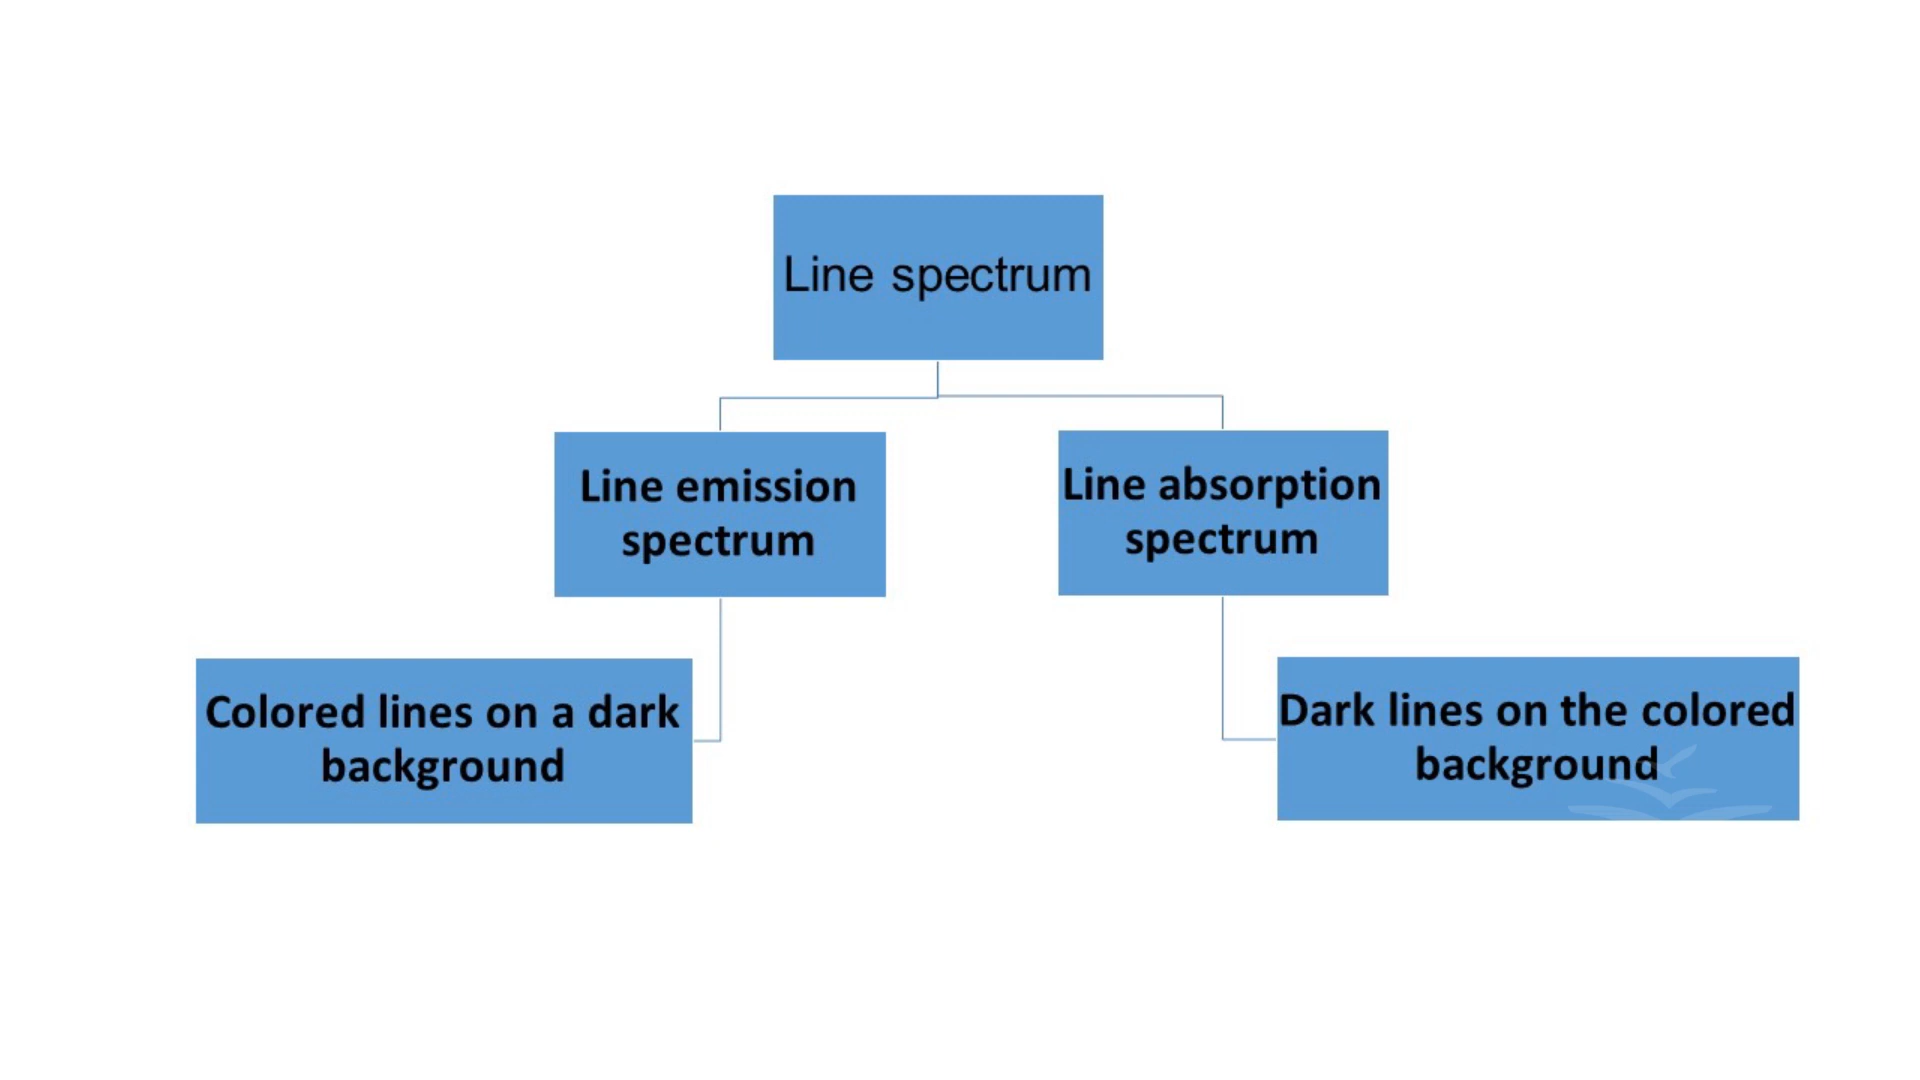 Line spectrum
Line emission
spectrum
Line absorption
spectrum
Colored lines on a dark
background
Dark lines on the colored
background